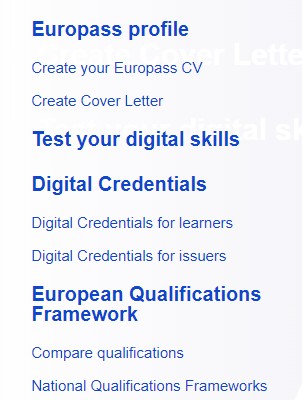 Europass profile
Create your Europass CV
Create Cover Letter
Test your digital skills
Digital Credentials
Digital Credentials for learners
Digital Credentials for issuers
European Qualifications
Framework
Compare qualifications
National Qualifications Frameworks